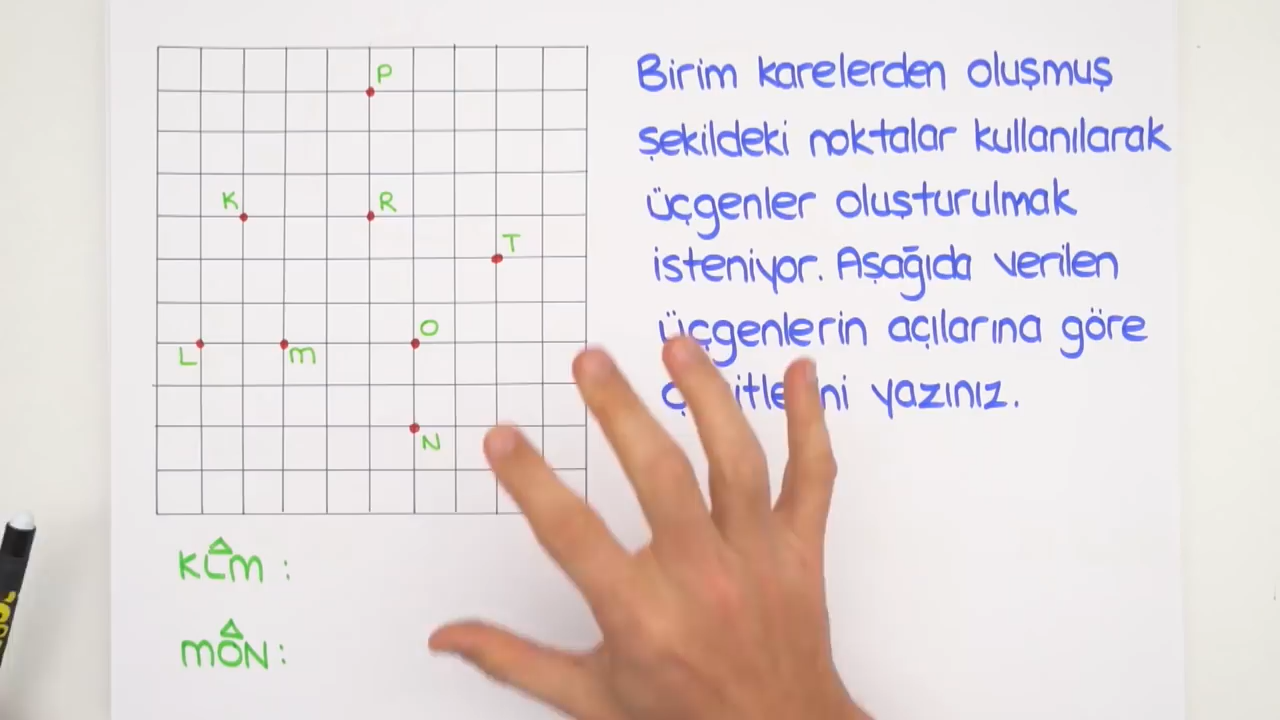 P
K
R
T
O
L
m
N
Birim karelerden oluşmuş
şekildeki noktalar kullanılarak
üçgenler oluşturulmak
isteniyor. Aşağıda verilen
üçgenlerin açılarına göre
yazınız.
KLM :
MON :